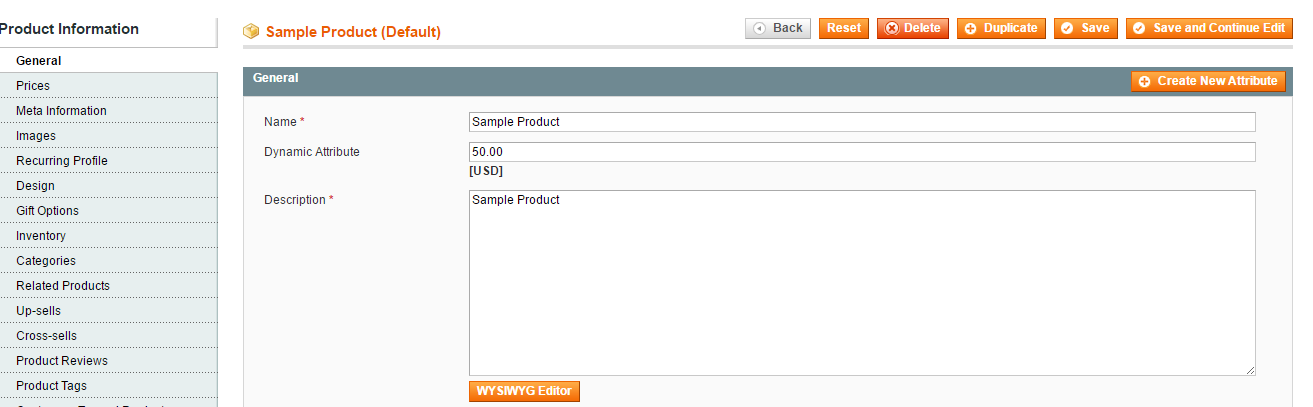 Product Information
General
Prices
Meta Information
Images
Recurring Profile
Design
Gift Options
Inventory
Categories
Related Products
Up-sells
Cross-sells
Product Reviews
Product Tags
Sample Product (Default)
Back Reset Delete Duplicate Save Save and Continue Edit
General Create New Attribute
Name * Sample Product
Dynamic Attribute 50.00
[USD]
Description * Sample Product
WYSIWYG Editor